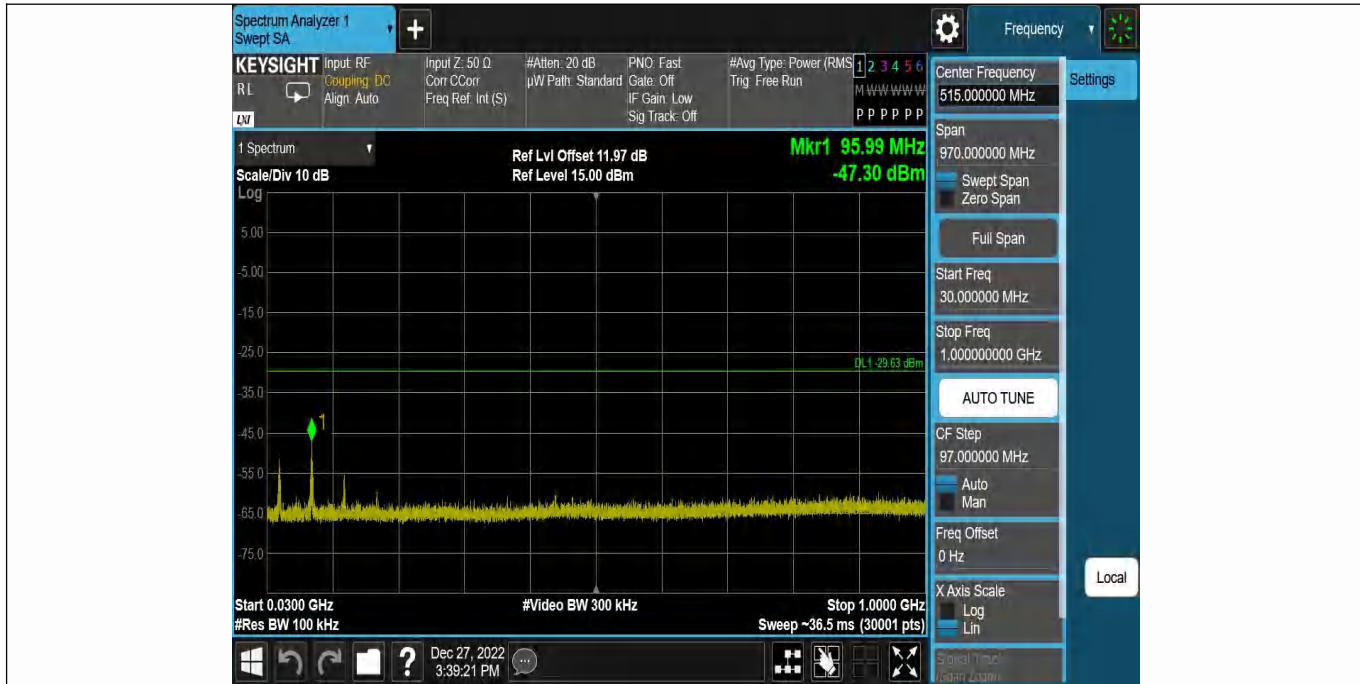 Spectrum Analyzer 1
Swept SA
+
Frequency
KEYSIGHT
RL
LXI
Input: RF
Coupling: DC
Align: Auto
Input Z: 50 Ω
Corr CCorr
Freq Ref: Int (S)
#Atten: 20 dB
µW Path: Standard
PNO: Fast
Gate: Off
IF Gain: Low
Sig Track: Off
#Avg Type: Power (RMS
Trig: Free Run
1 2 3 4 5 6
M W W W W W
P P P P P P
1 Spectrum
Scale/Div 10 dB
Log
Ref Lvl Offset 11.97 dB
Ref Level 15.00 dBm
Mkr1 95.99 MHz
-47.30 dBm
5.00
-5.00
-15.0
-25.0
DL1 -29.63 dBm
-35.0
1
-45.0
-55.0
-65.0
-75.0
Start 0.0300 GHz
#Res BW 100 kHz
#Video BW 300 kHz
Stop 1.0000 GHz
Sweep ~36.5 ms (30001 pts)
Center Frequency
515.000000 MHz
Settings
Span
970.000000 MHz
Swept Span
Zero Span
Full Span
Start Freq
30.000000 MHz
Stop Freq
1.000000000 GHz
AUTO TUNE
CF Step
97.000000 MHz
Auto
Man
Freq Offset
0 Hz
X Axis Scale
Log
Lin
Local
Signal Track
(Span Zoom)
?
Dec 27, 2022
3:39:21 PM